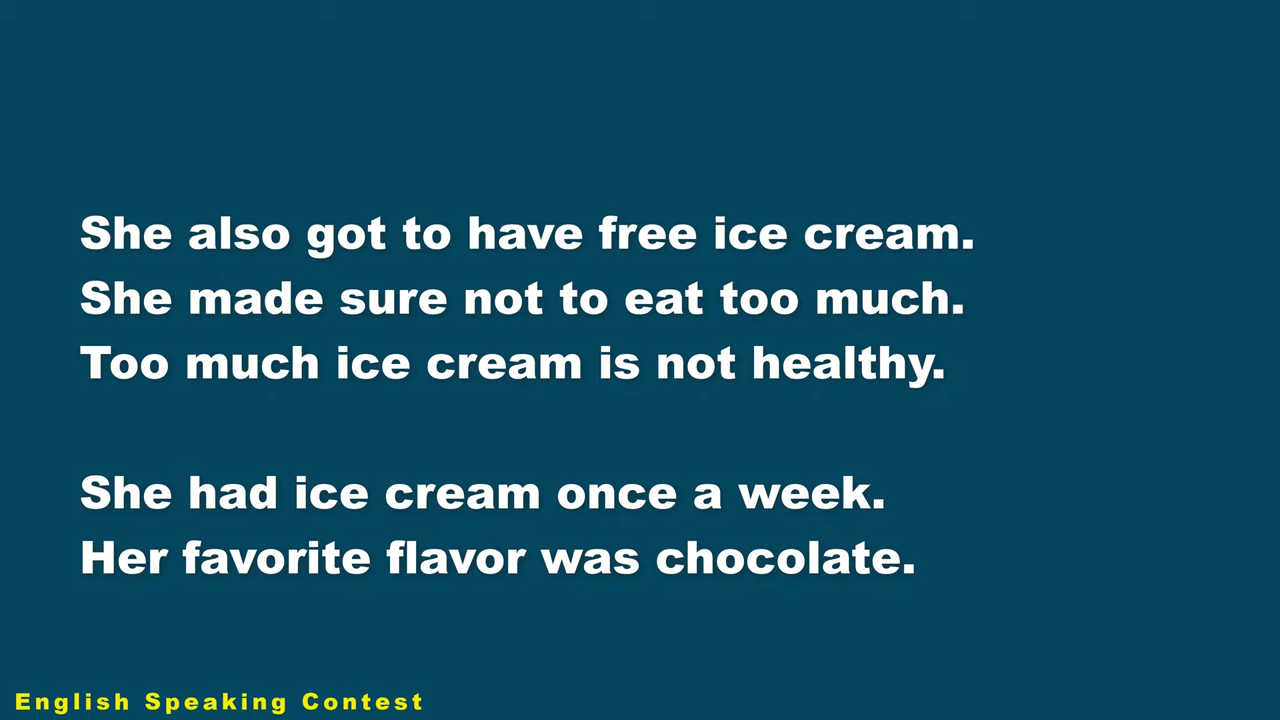 She also got to have free ice cream.
She made sure not to eat too much.
Too much ice cream is not healthy.
She had ice cream once a week.
Her favorite flavor was chocolate.
English Speaking Contest